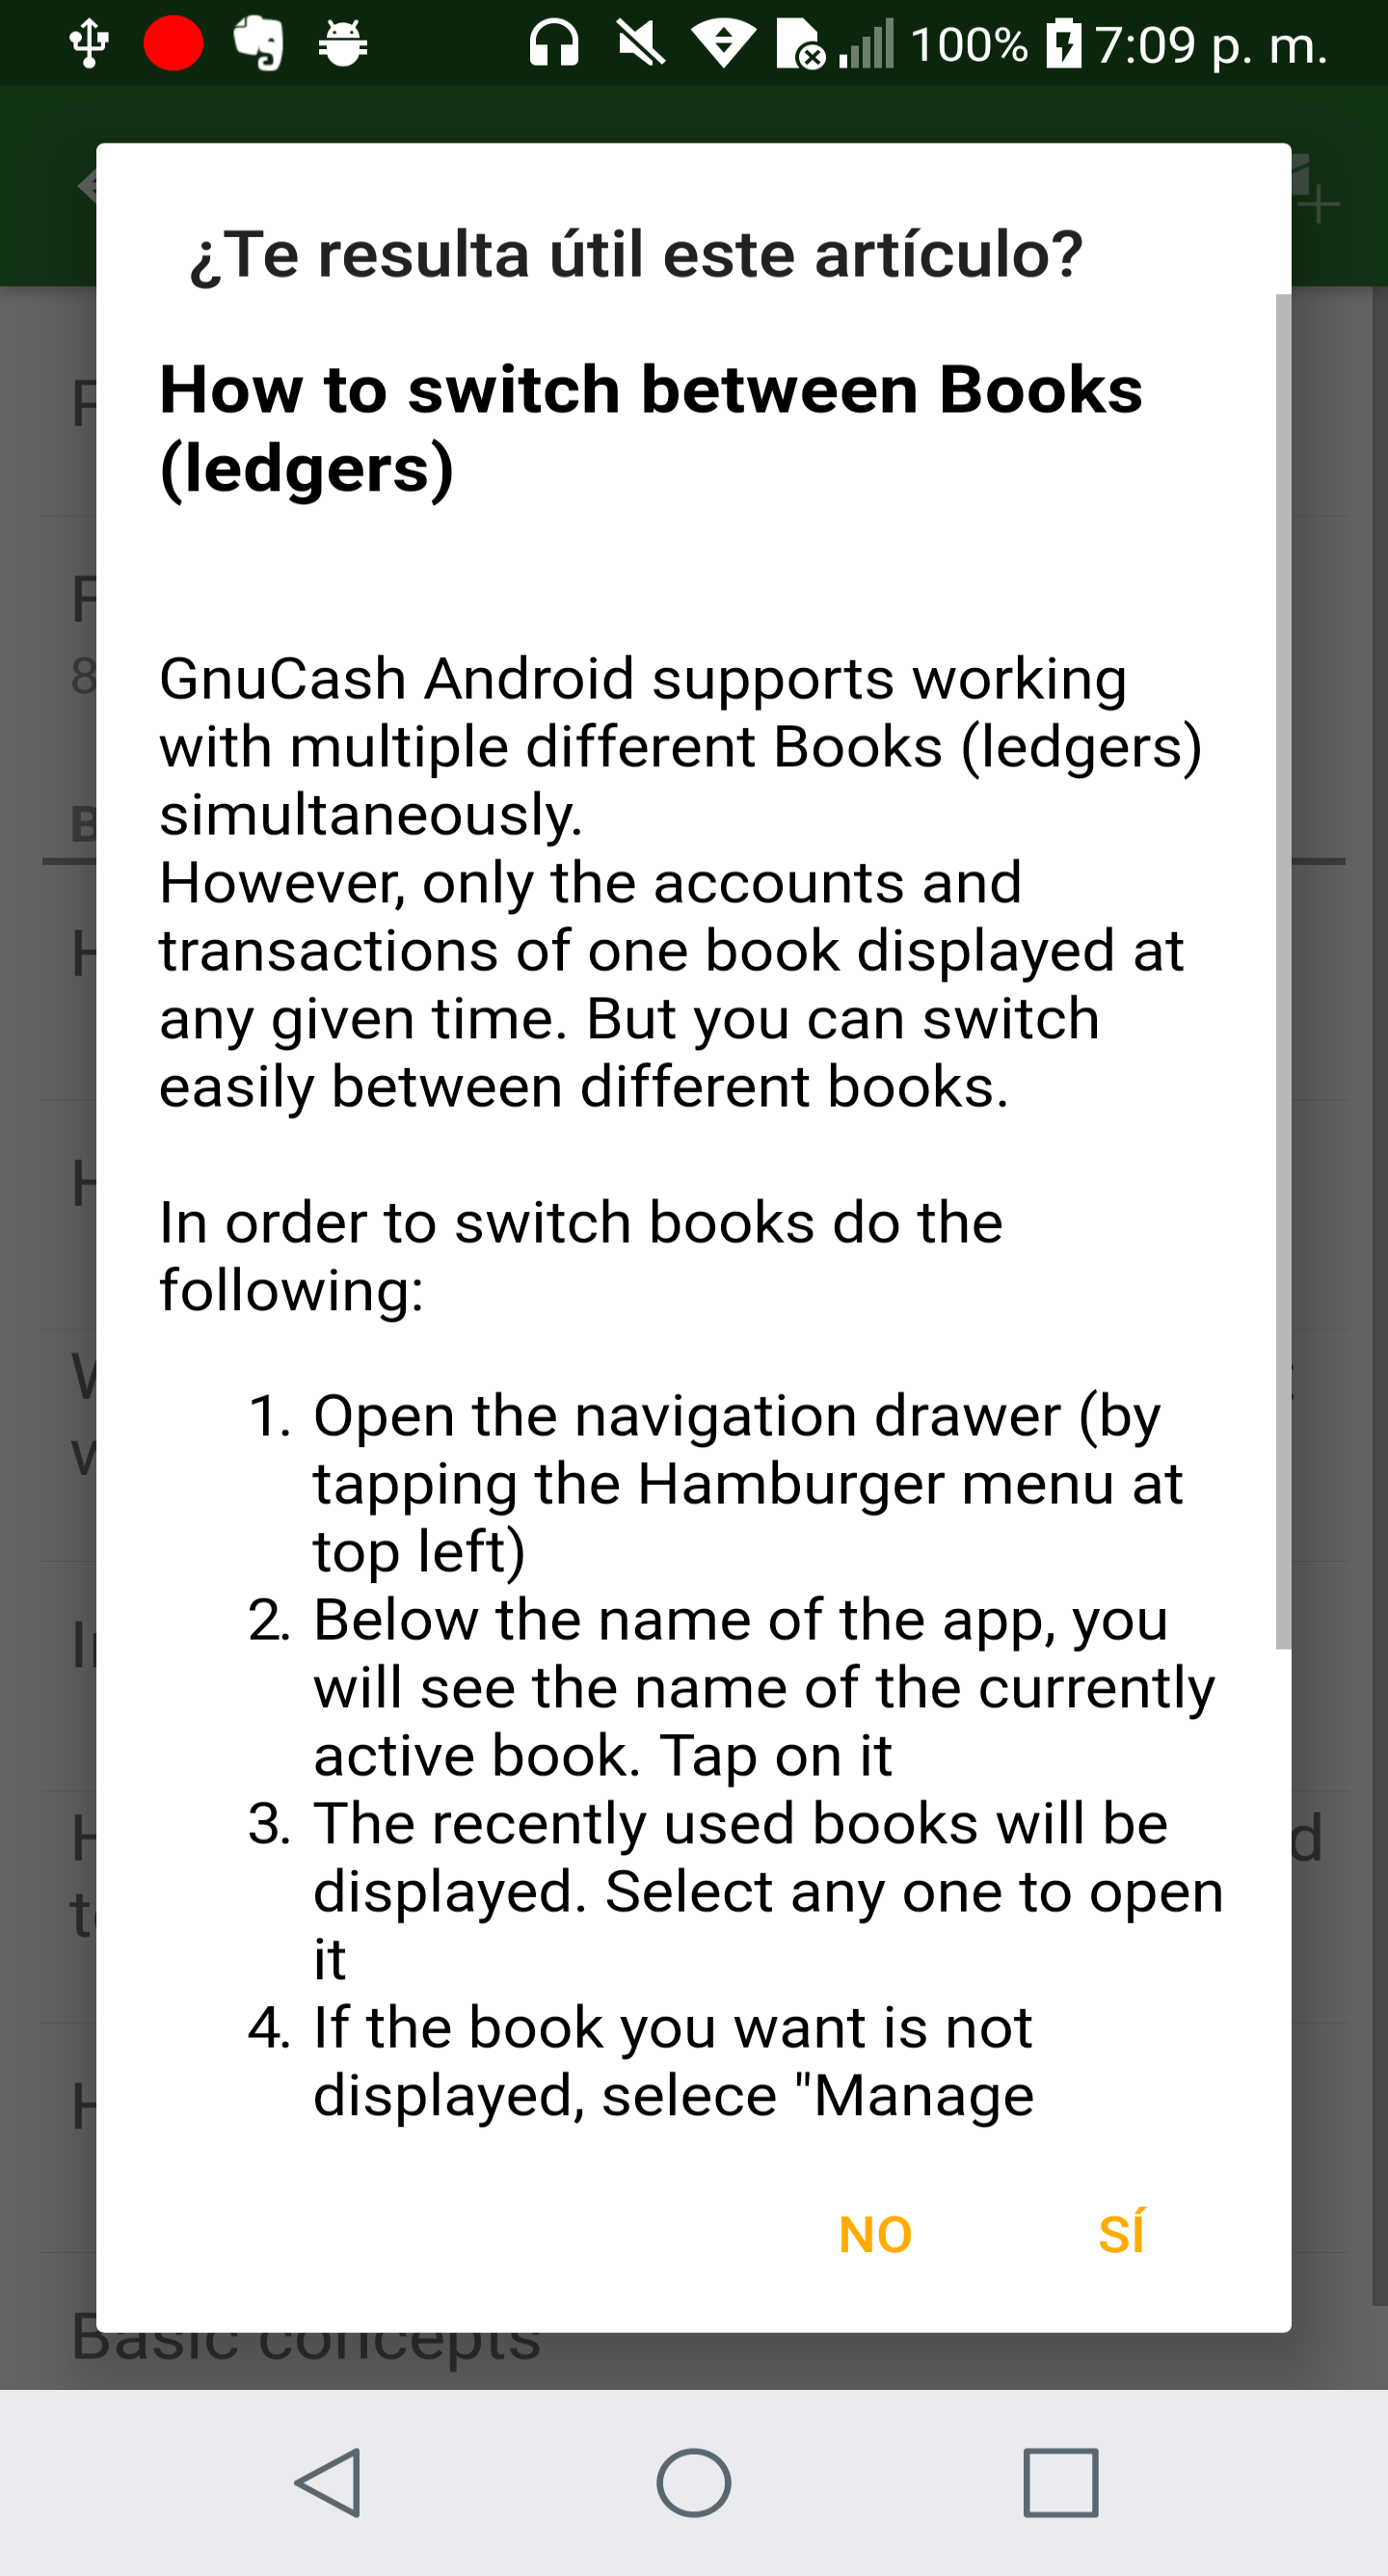 100% 7:09 p. m.
¿Te resulta útil este artículo?
How to switch between Books
(ledgers)
GnuCash Android supports working
with multiple different Books (ledgers)
simultaneously.
However, only the accounts and
transactions of one book displayed at
any given time. But you can switch
easily between different books.
In order to switch books do the
following:
1. Open the navigation drawer (by
tapping the Hamburger menu at
top left)
2. Below the name of the app, you
will see the name of the currently
active book. Tap on it
3. The recently used books will be
displayed. Select any one to open
it
4. If the book you want is not
displayed, selece "Manage
NO SÍ
Basic concepts